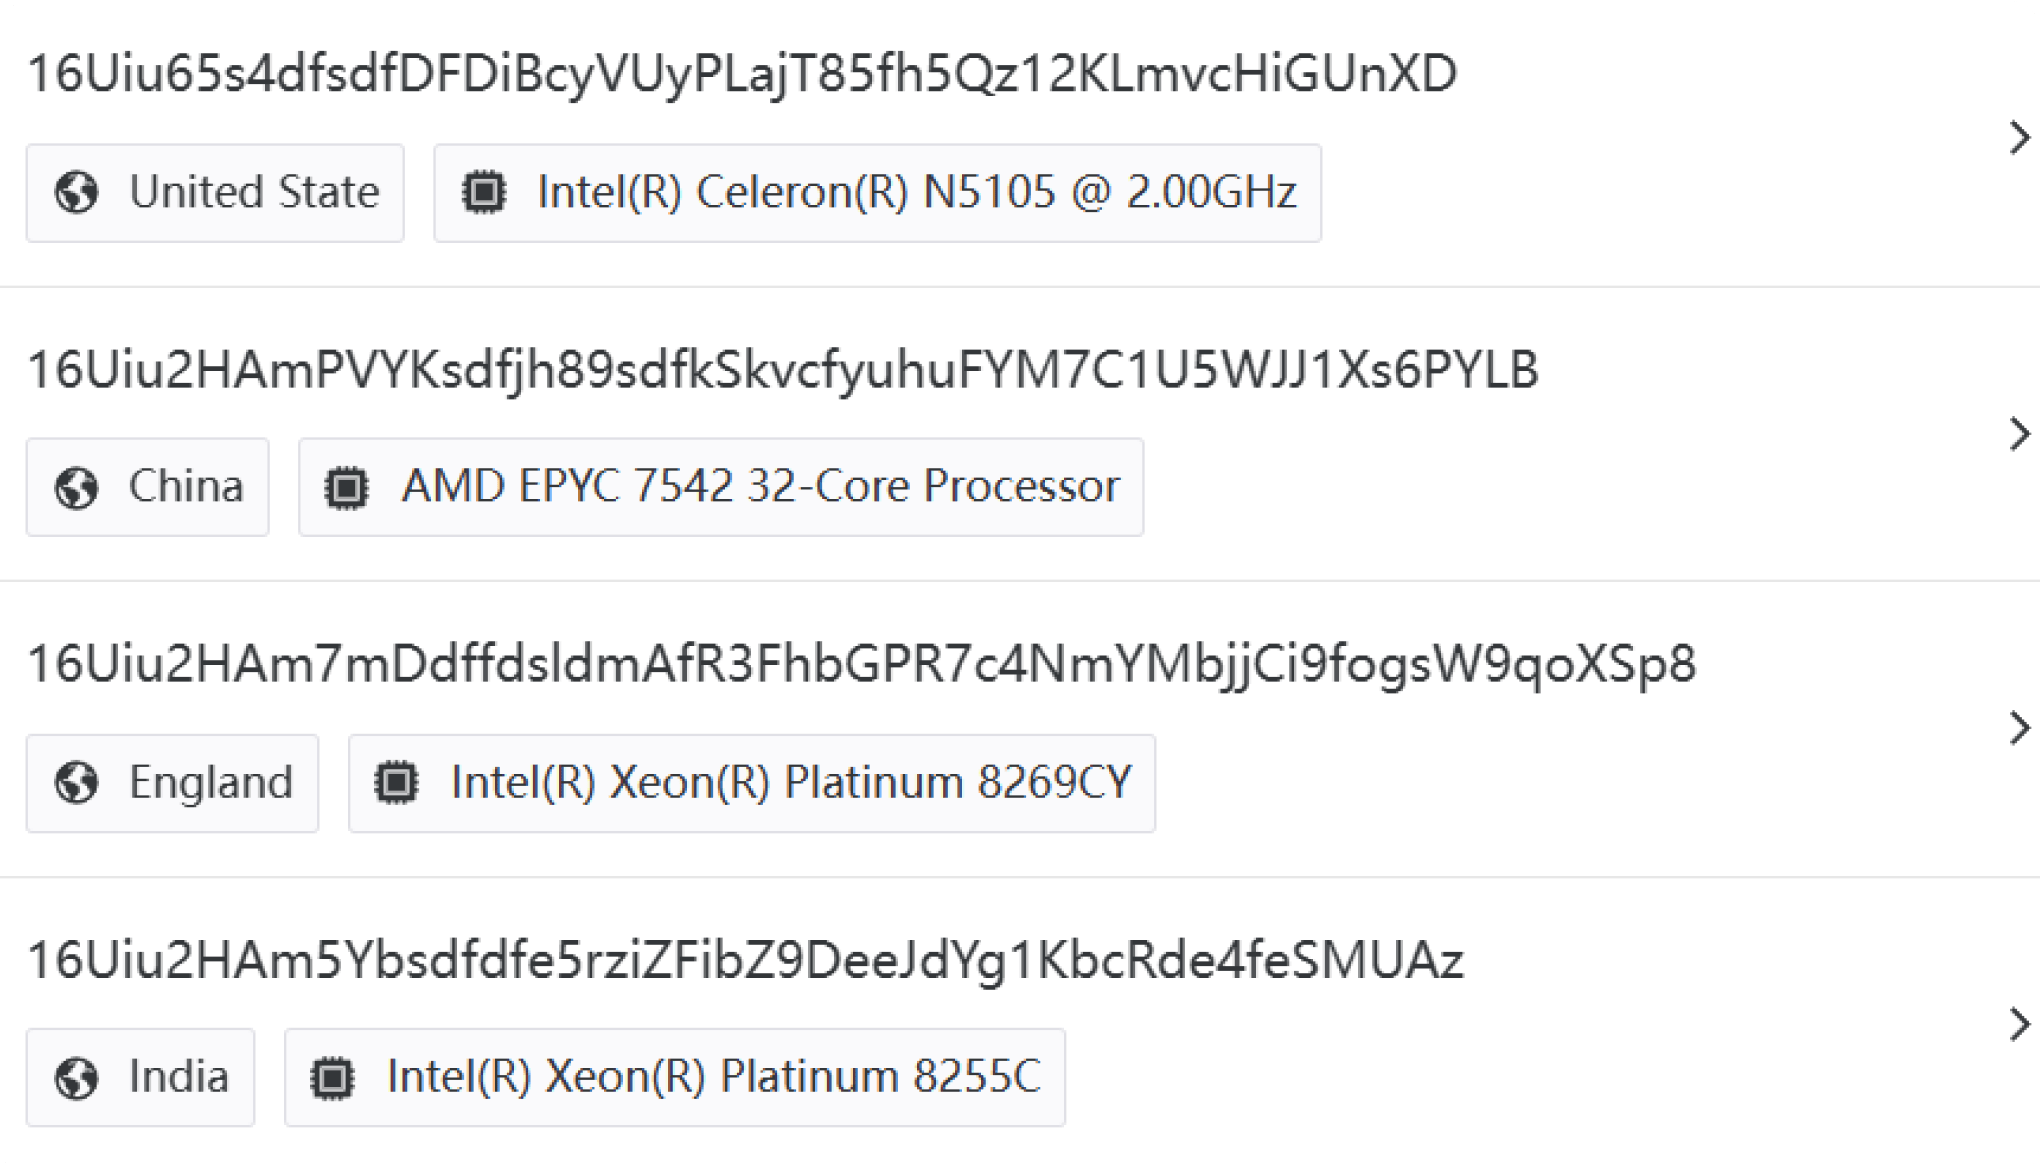 16Uiu65s4dfsdfDFDiBcyVUyPLajT85fh5Qz12KLmvcHiGUnXD
United State Intel(R) Celeron(R) N5105 @ 2.00GHz
16Uiu2HAmPVYKsdfjh89sdfkSkvcfyuhuFYM7C1U5WJJ1Xs6PYLB
China AMD EPYC 7542 32-Core Processor
16Uiu2HAm7mDdffdsldmAfR3FhbGPR7c4NmYMbjjCi9fogsW9qoXSp8
England Intel(R) Xeon(R) Platinum 8269CY
16Uiu2HAm5Ybsdfdfe5rziZFibZ9DeeJdYg1KbcRde4feSMUAz
India Intel(R) Xeon(R) Platinum 8255C